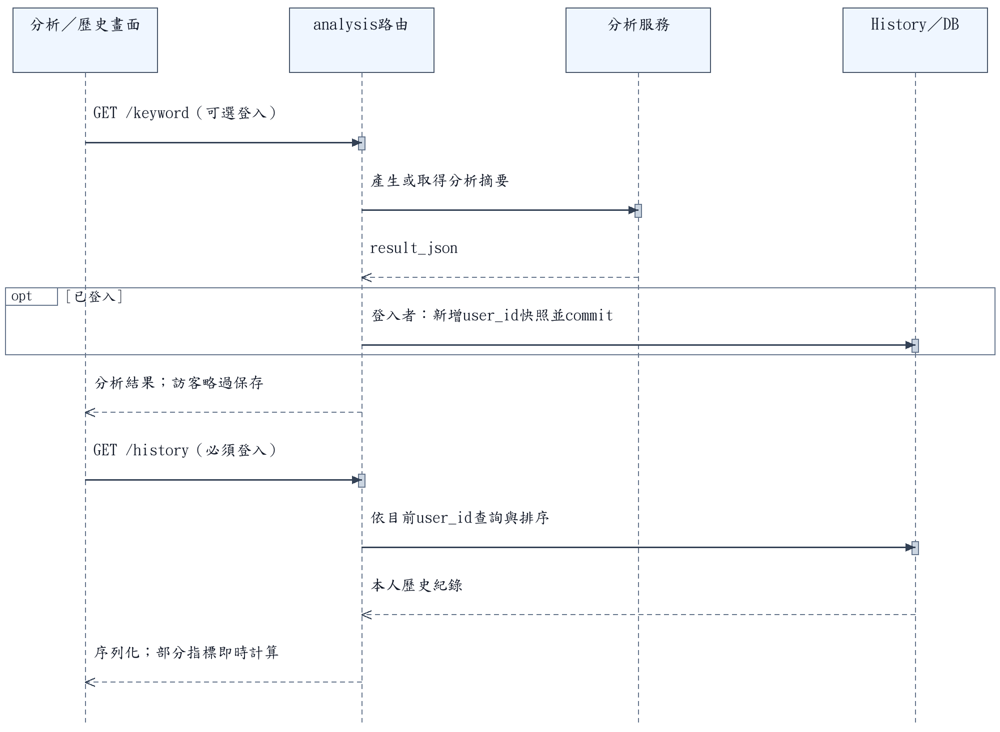 分析／歷史畫面
analysis路由
分析服務
History／DB
GET /keyword（可選登入）
產生或取得分析摘要
result_json
opt
[已登入]
登入者：新增user_id快照並commit
分析結果；訪客略過保存
GET /history（必須登入）
依目前user_id查詢與排序
本人歷史紀錄
序列化；部分指標即時計算